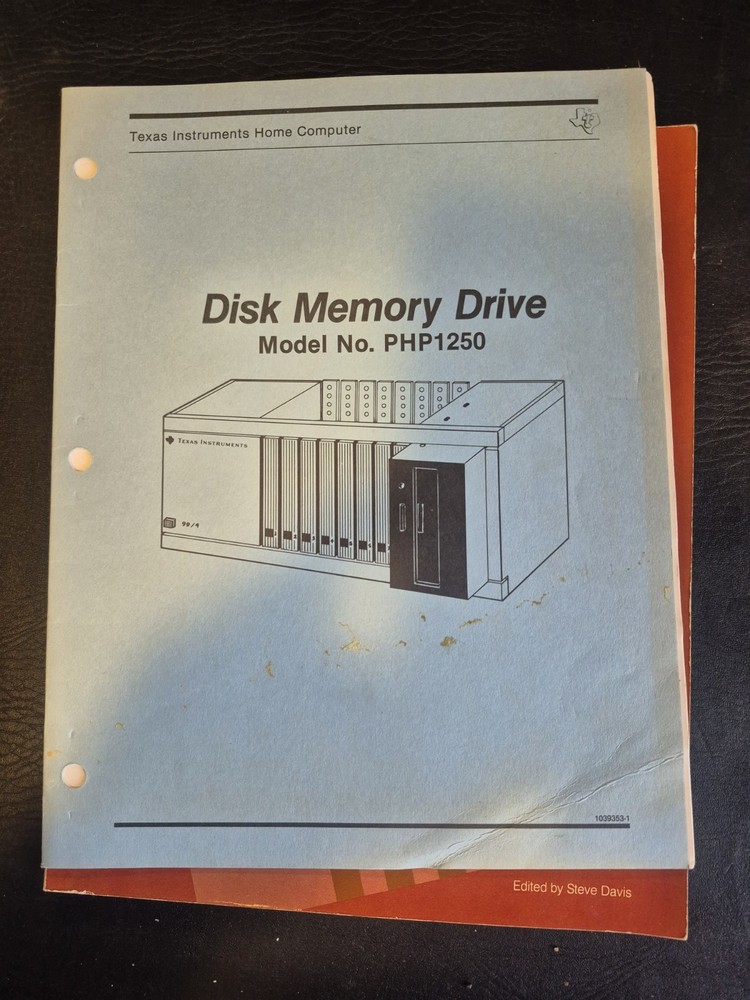 Texas Instruments Home Computer
Disk Memory Drive
Model No. PHP1250
TEXAS INSTRUMENTS
99/4
1039353-1
Edited by Steve Davis